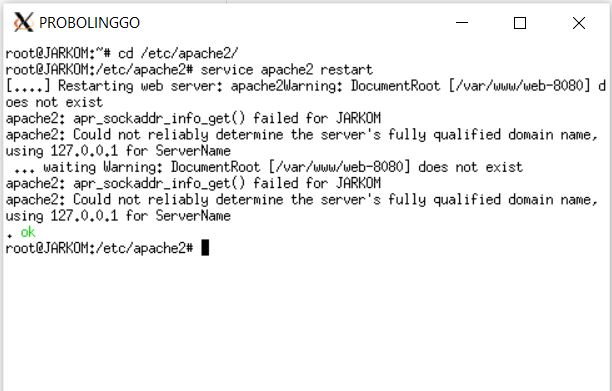 PROBOLINGGO
root@JARKOM:~# cd /etc/apache2/
root@JARKOM:/etc/apache2# service apache2 restart
[....] Restarting web server: apache2Warning: DocumentRoot [/var/www/web-8080] d
oes not exist
apache2: apr_sockaddr_info_get() failed for JARKOM
apache2: Could not reliably determine the server's fully qualified domain name,
using 127.0.0.1 for ServerName
 ... waiting Warning: DocumentRoot [/var/www/web-8080] does not exist
apache2: apr_sockaddr_info_get() failed for JARKOM
apache2: Could not reliably determine the server's fully qualified domain name,
using 127.0.0.1 for ServerName
. ok
root@JARKOM:/etc/apache2#